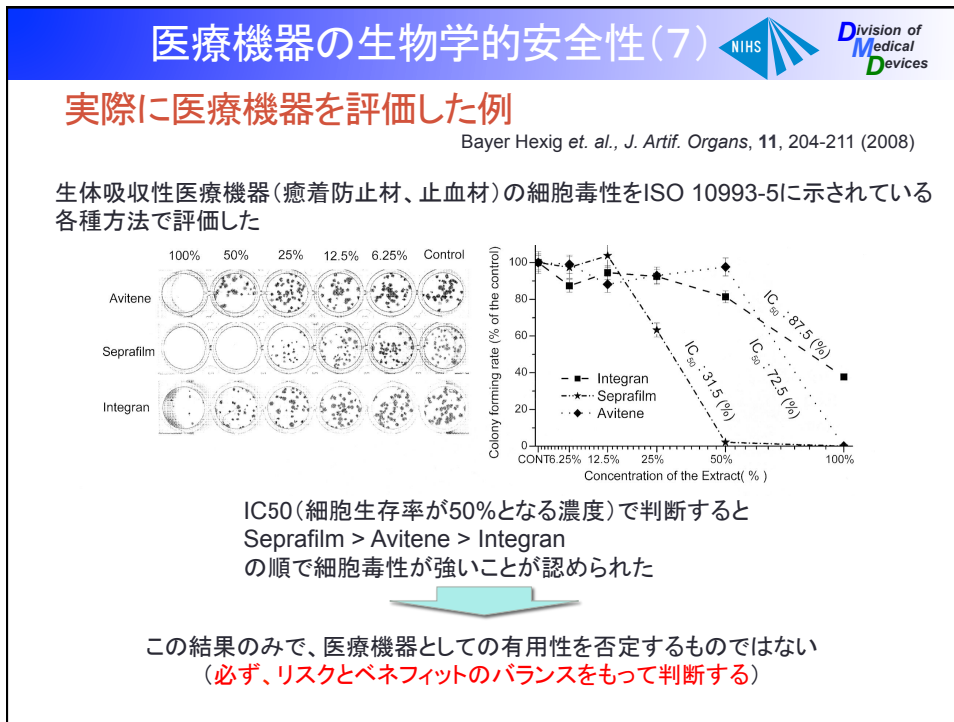 医療機器の生物学的安全性(7)
NIHS
Division of
Medical
Devices
実際に医療機器を評価した例
Bayer Hexig et. al., J. Artif. Organs, 11, 204-211 (2008)
生体吸収性医療機器(癒着防止材、止血材)の細胞毒性をISO 10993-5に示されている
各種方法で評価した
100% 50% 25% 12.5% 6.25% Control
Avitene
Seprafilm
Integran
Colony forming rate (% of the control)
100
80
60
40
20
0
IC50 : 87.5 (%)
IC50 : 72.5 (%)
IC50 : 31.5 (%)
Integran
Seprafilm
Avitene
CONT 6.25% 12.5% 25% 50% 100%
Concentration of the Extract( % )
IC50(細胞生存率が50%となる濃度)で判断すると
Seprafilm > Avitene > Integran
の順で細胞毒性が強いことが認められた
この結果のみで、医療機器としての有用性を否定するものではない
(必ず、リスクとベネフィットのバランスをもって判断する)